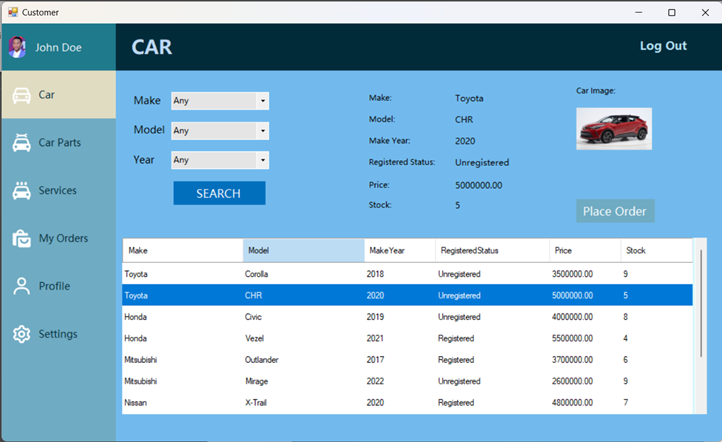 Customer
John Doe
CAR
Log Out
Car
Car Parts
Services
My Orders
Profile
Settings
Make Any
Model Any
Year Any
SEARCH
Make: Toyota
Model: CHR
Make Year: 2020
Registered Status: Unregistered
Price: 5000000.00
Stock: 5
Car Image:
Place Order
Make Model MakeYear RegisteredStatus Price Stock
Toyota Corolla 2018 Unregistered 3500000.00 9
Toyota CHR 2020 Unregistered 5000000.00 5
Honda Civic 2019 Unregistered 4000000.00 8
Honda Vezel 2021 Registered 5500000.00 4
Mitsubishi Outlander 2017 Registered 3700000.00 6
Mitsubishi Mirage 2022 Unregistered 2600000.00 9
Nissan X-Trail 2020 Registered 4800000.00 7